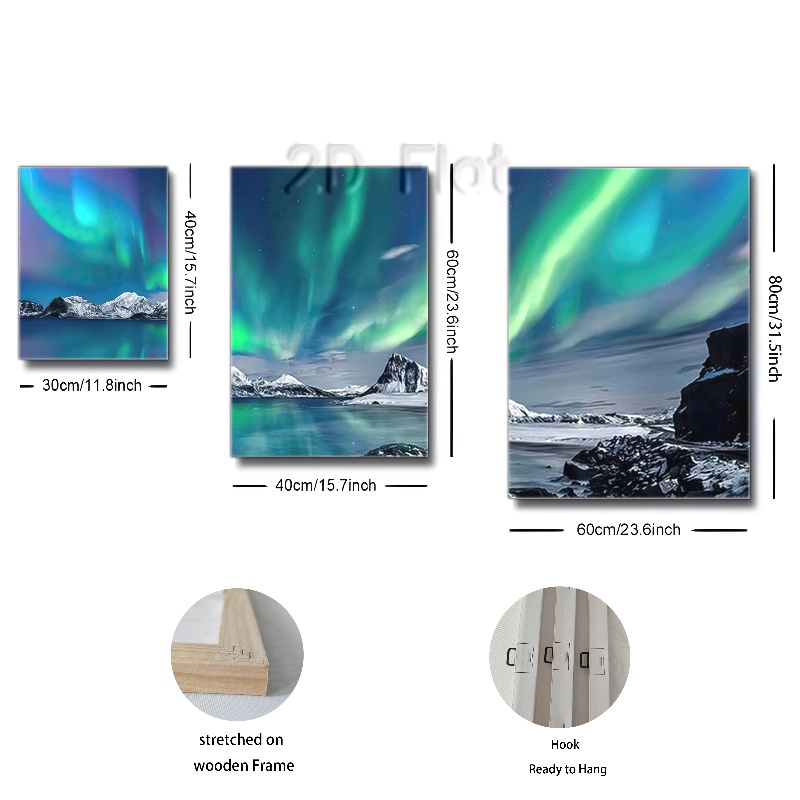 2D Flat
40cm/15.7inch
60cm/23.6inch
80cm/31.5inch
30cm/11.8inch
40cm/15.7inch
60cm/23.6inch
stretched on
wooden Frame
Hook
Ready to Hang